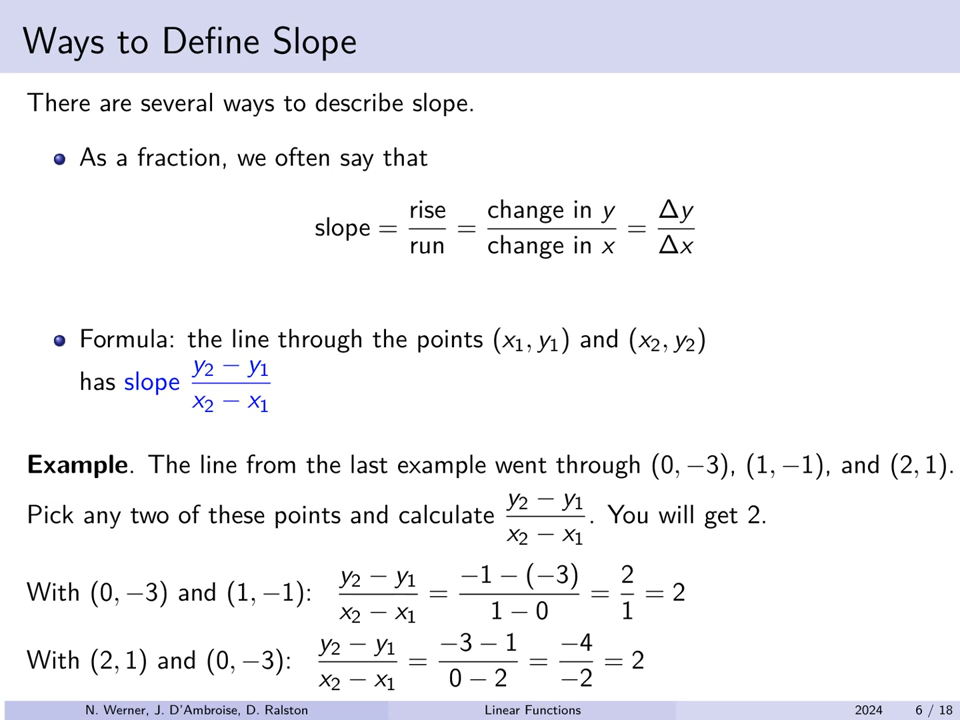 Ways to Define Slope
There are several ways to describe slope.
As a fraction, we often say that
slope = rise/run = change in y/change in x = Δy/Δx
Formula: the line through the points (x₁, y₁) and (x₂, y₂)
has slope y₂ − y₁/x₂ − x₁
Example. The line from the last example went through (0, −3), (1, −1), and (2, 1).
Pick any two of these points and calculate y₂ − y₁/x₂ − x₁. You will get 2.
With (0, −3) and (1, −1): y₂ − y₁/x₂ − x₁ = −1 − (−3)/1 − 0 = 2/1 = 2
With (2, 1) and (0, −3): y₂ − y₁/x₂ − x₁ = −3 − 1/0 − 2 = −4/−2 = 2
N. Werner, J. D'Ambroise, D. Ralston Linear Functions 2024 6 / 18